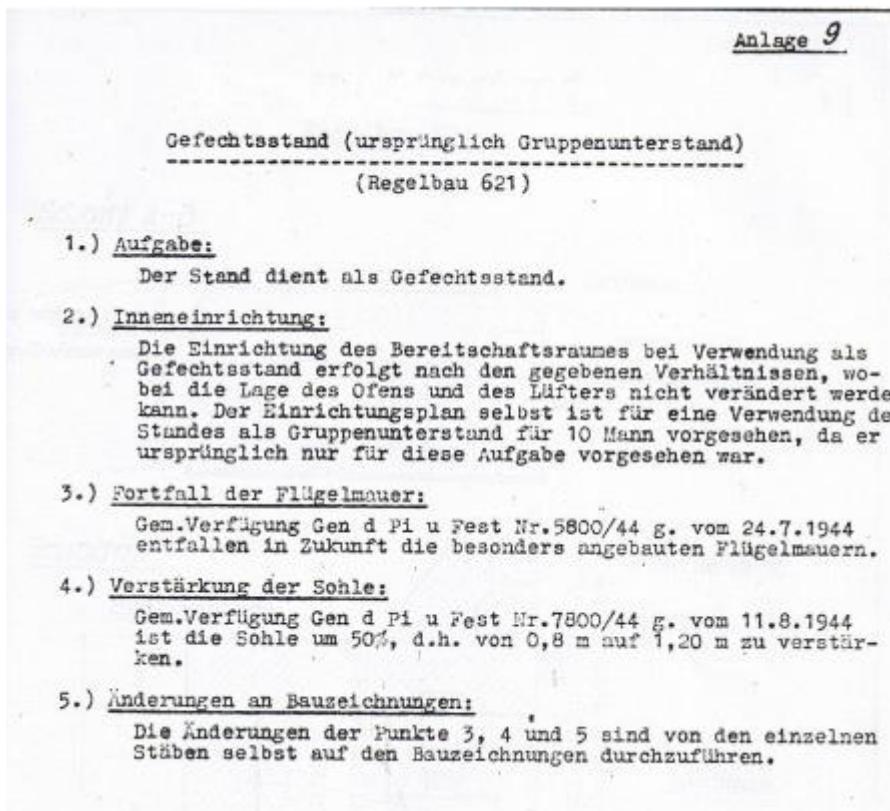 Anlage 9
Gefechtsstand (ursprünglich Gruppenunterstand)
(Regelbau 621)
1.) Aufgabe:
Der Stand dient als Gefechtsstand.
2.) Inneneinrichtung:
Die Einrichtung des Bereitschaftsraumes bei Verwendung als
Gefechtsstand erfolgt nach den gegebenen Verhältnissen, wo-
bei die Lage des Ofens und des Lüfters nicht verändert werde
kann. Der Einrichtungsplan selbst ist für eine Verwendung de
Standes als Gruppenunterstand für 10 Mann vorgesehen, da er
ursprünglich nur für diese Aufgabe vorgesehen war.
3.) Fortfall der Flügelmauer:
Gem.Verfügung Gen d Pi u Fest Nr.5800/44 g. vom 24.7.1944
entfallen in Zukunft die besonders angebauten Flügelmauern.
4.) Verstärkung der Sohle:
Gem.Verfügung Gen d Pi u Fest Nr.7800/44 g. vom 11.8.1944
ist die Sohle um 50%, d.h. von 0,8 m auf 1,20 m zu verstär-
ken.
5.) Änderungen an Bauzeichnungen:
Die Änderungen der Punkte 3, 4 und 5 sind von den einzelnen
Stäben selbst auf den Bauzeichnungen durchzuführen.